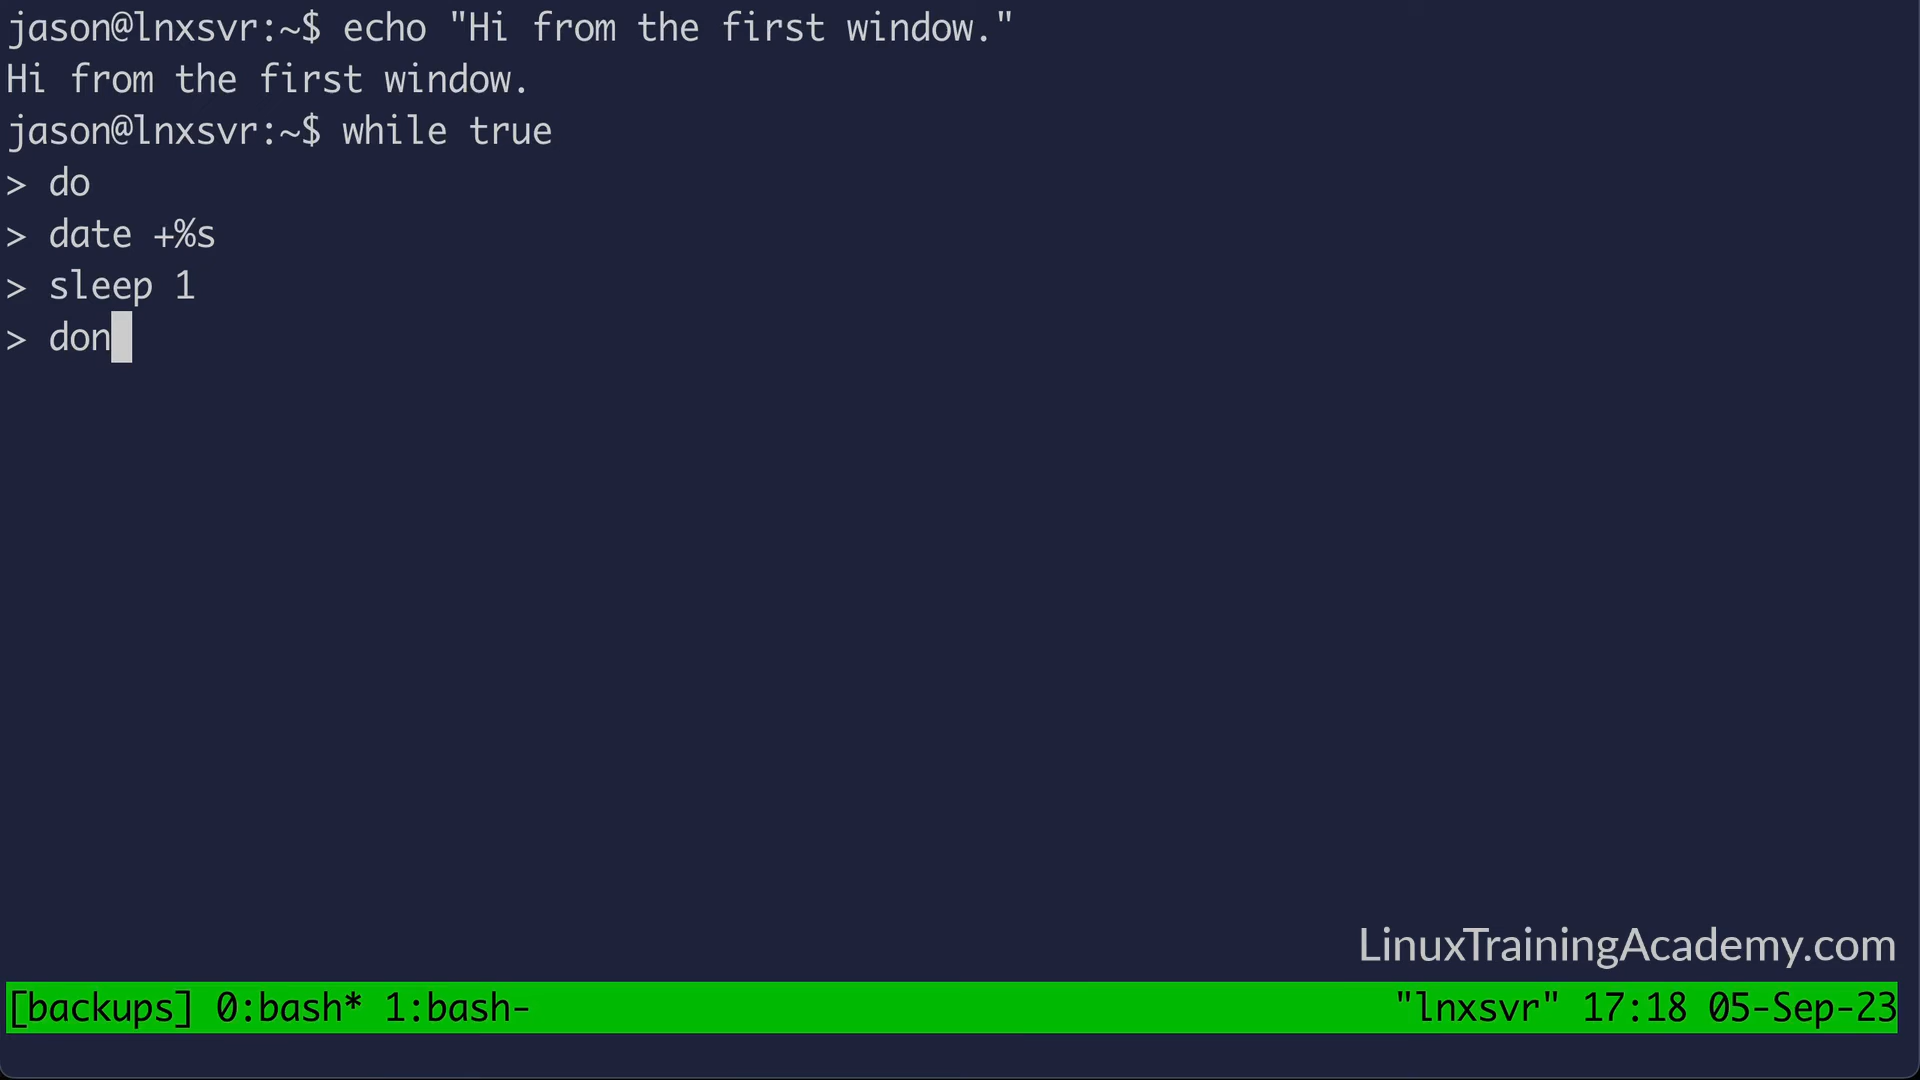 jason@lnxsvr:~$ echo "Hi from the first window."
Hi from the first window.
jason@lnxsvr:~$ while true
> do
> date +%s
> sleep 1
> don
LinuxTrainingAcademy.com
[backups] 0:bash* 1:bash- "lnxsvr" 17:18 05-Sep-23